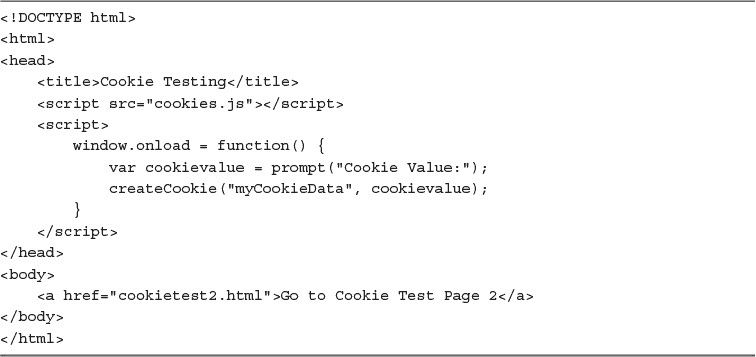 <!DOCTYPE html>
<html>
<head>
    <title>Cookie Testing</title>
    <script src="cookies.js"></script>
    <script>
        window.onload = function() {
            var cookievalue = prompt("Cookie Value:");
            createCookie("myCookieData", cookievalue);
        }
    </script>
</head>
<body>
    <a href="cookietest2.html">Go to Cookie Test Page 2</a>
</body>
</html>